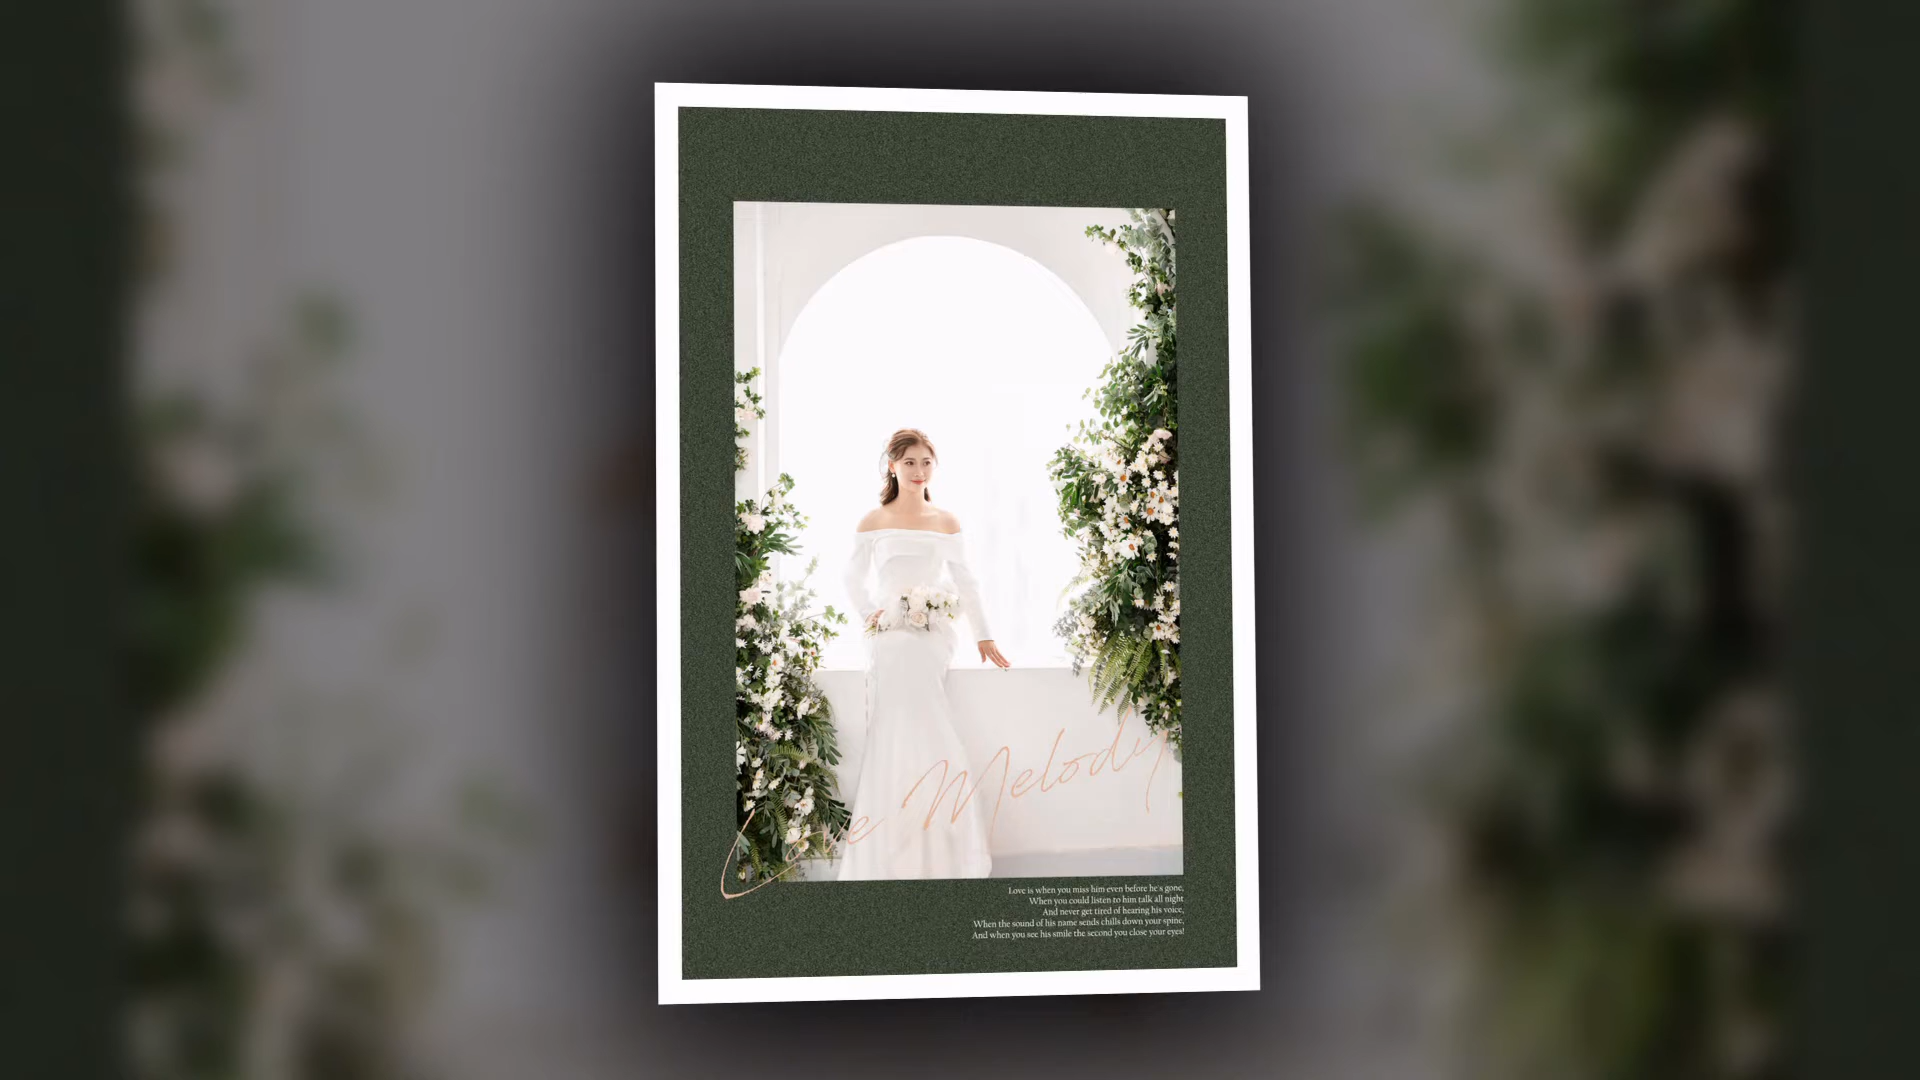 Love Melody
Love is when you miss him even before he's gone,
When you could listen to him talk all night
And never get tired of hearing his voice,
When the sound of his name sends chills down your spine,
And when you see his smile the second you close your eyes!